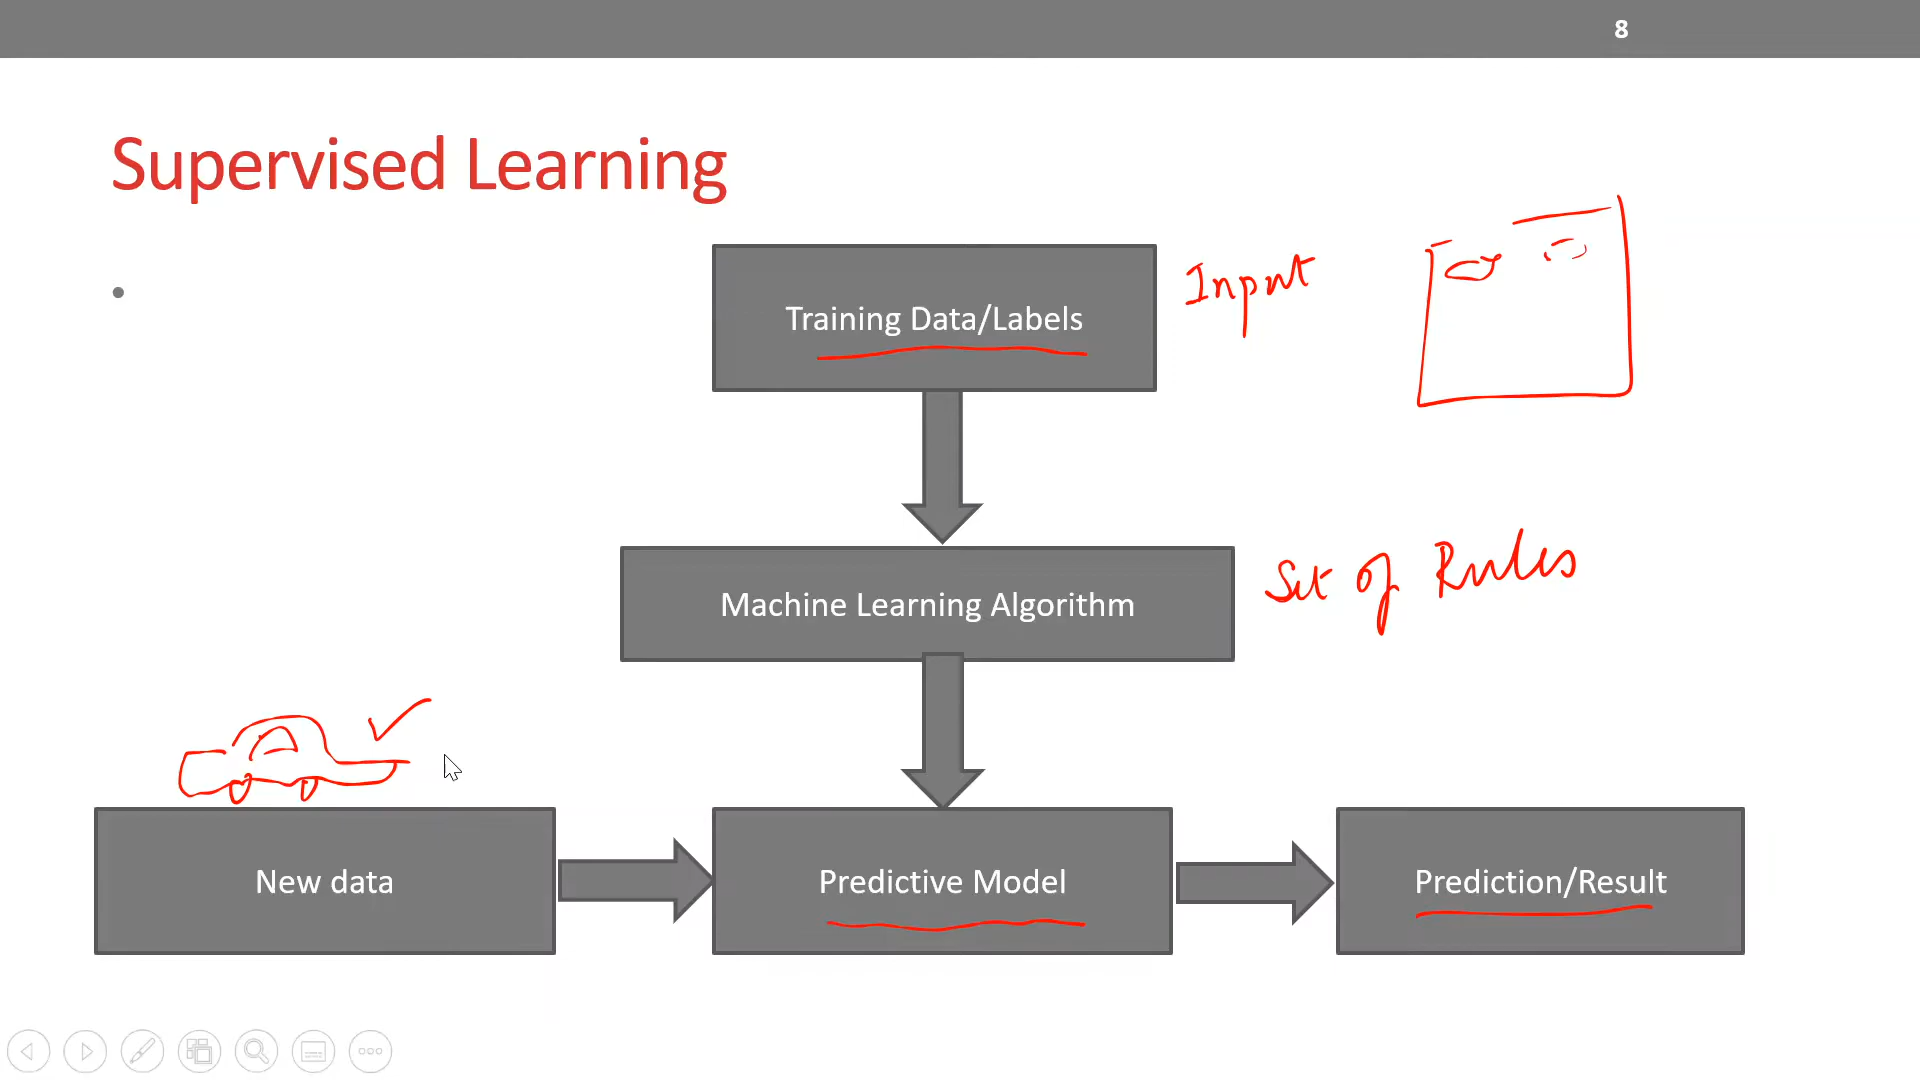 8
Supervised Learning
Training Data/Labels
Input
Machine Learning Algorithm
Set of Rules
New data
Predictive Model
Prediction/Result